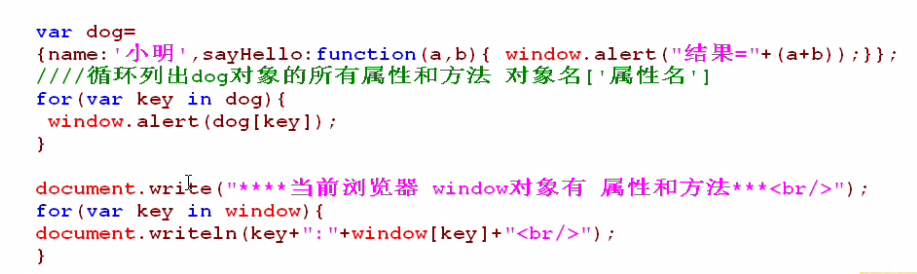 var dog=
{name:'小明',sayHello:function(a,b){ window.alert("结果="+(a+b));}};
////循环列出dog对象的所有属性和方法 对象名['属性名']
for(var key in dog){
window.alert(dog[key]);
}
document.write("****当前浏览器 window对象有 属性和方法***<br/>");
for(var key in window){
document.writeln(key+":"+window[key]+"<br/>");
}